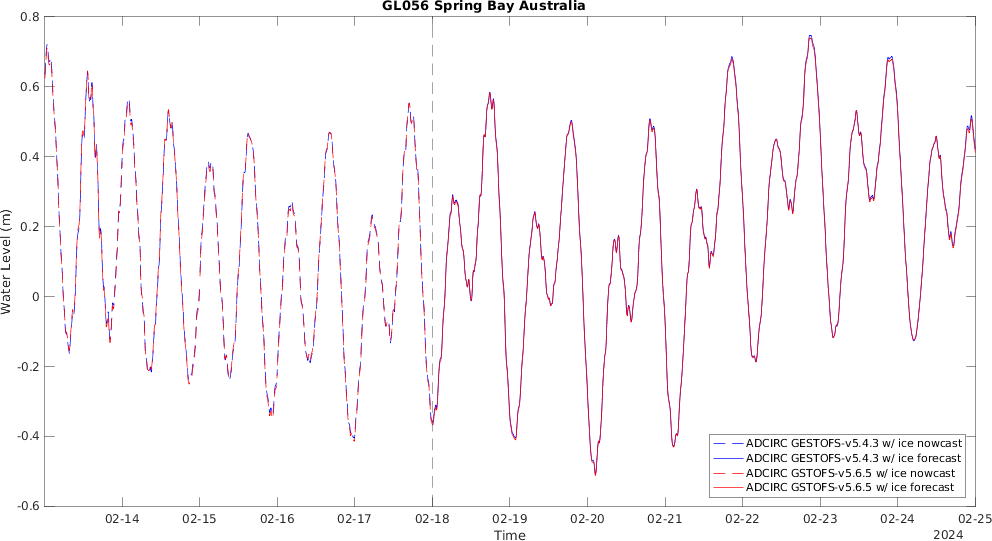 GL056 Spring Bay Australia
Water Level (m)
0.8
0.6
0.4
0.2
0
-0.2
-0.4
-0.6
ADCIRC GESTOFS-v5.4.3 w/ ice nowcast
ADCIRC GESTOFS-v5.4.3 w/ ice forecast
ADCIRC GSTOFS-v5.6.5 w/ ice nowcast
ADCIRC GSTOFS-v5.6.5 w/ ice forecast
02-14 02-15 02-16 02-17 02-18 02-19 02-20 02-21 02-22 02-23 02-24 02-25
Time
2024